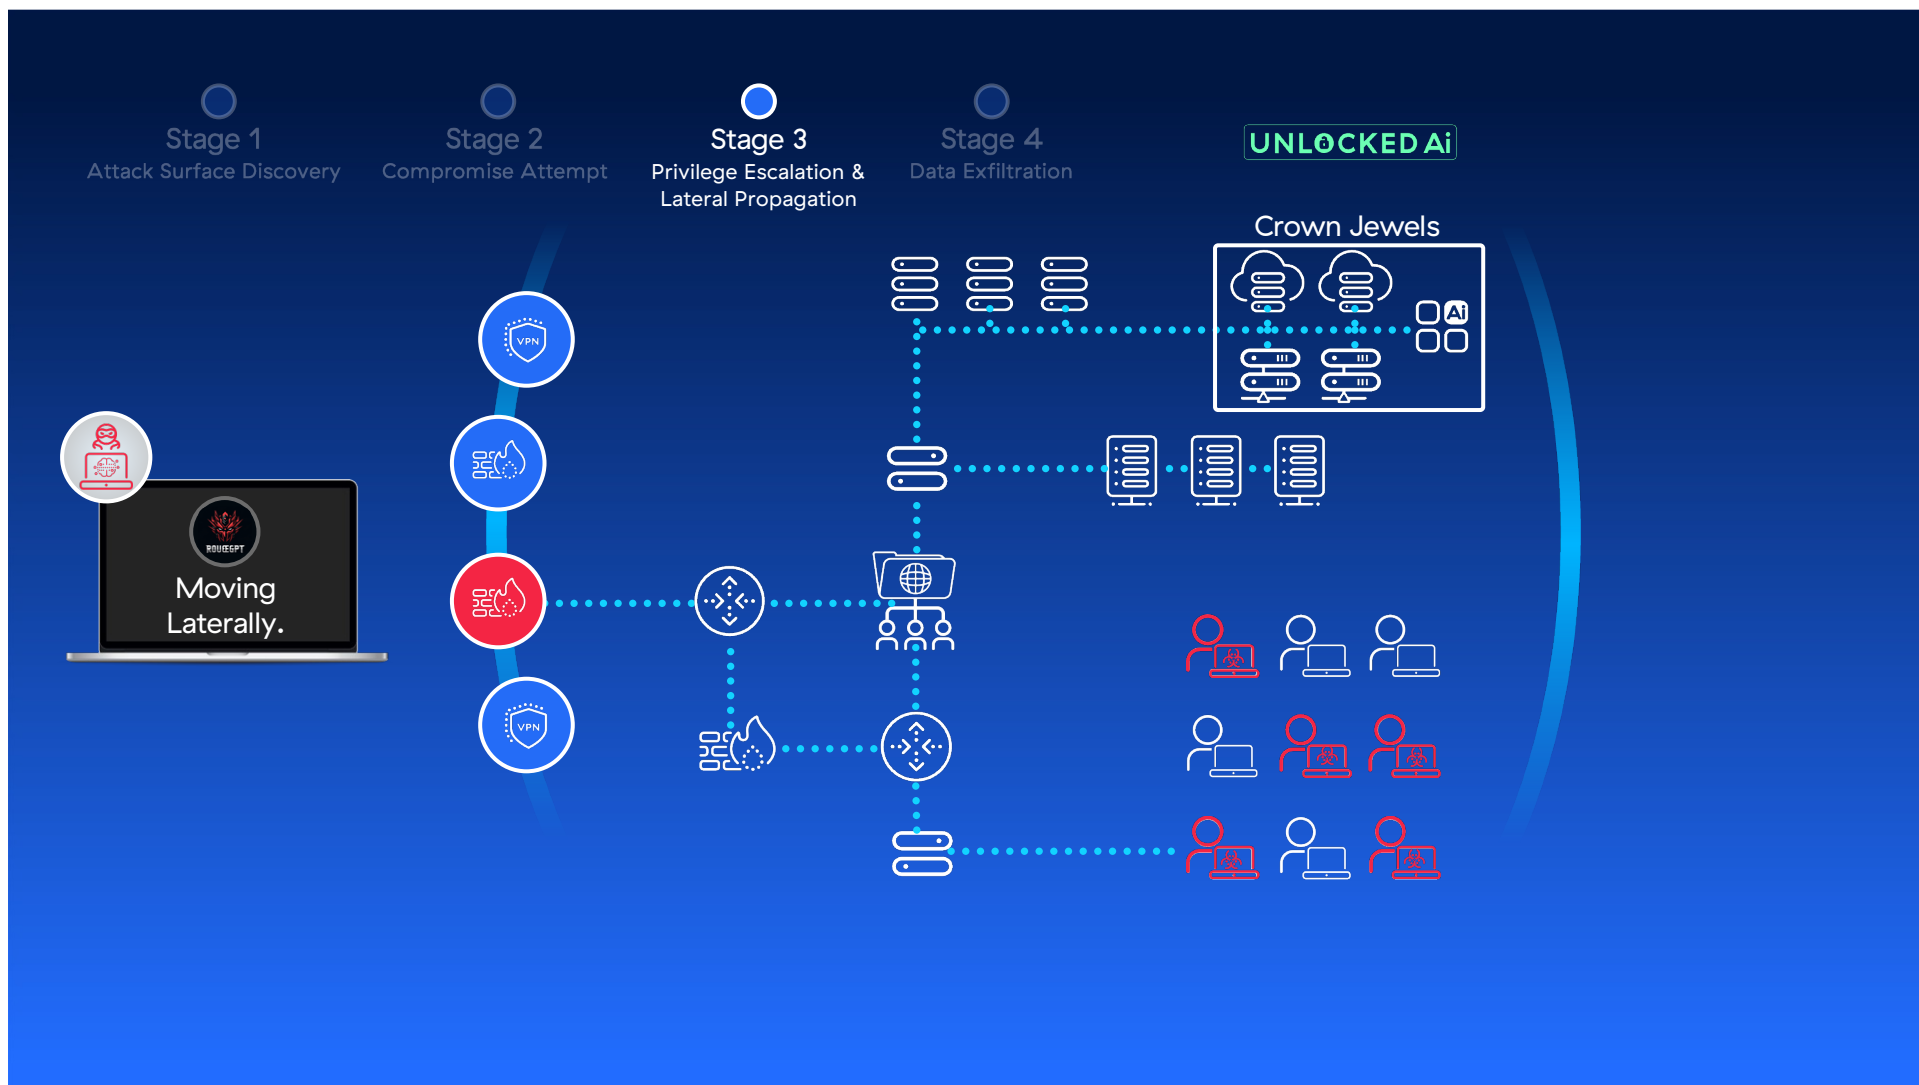 Stage 1
Attack Surface Discovery
Stage 2
Compromise Attempt
Stage 3
Privilege Escalation &
Lateral Propagation
Stage 4
Data Exfiltration
UNLOCKED Ai
Crown Jewels
Ai
VPN
Moving
Laterally.
VPN